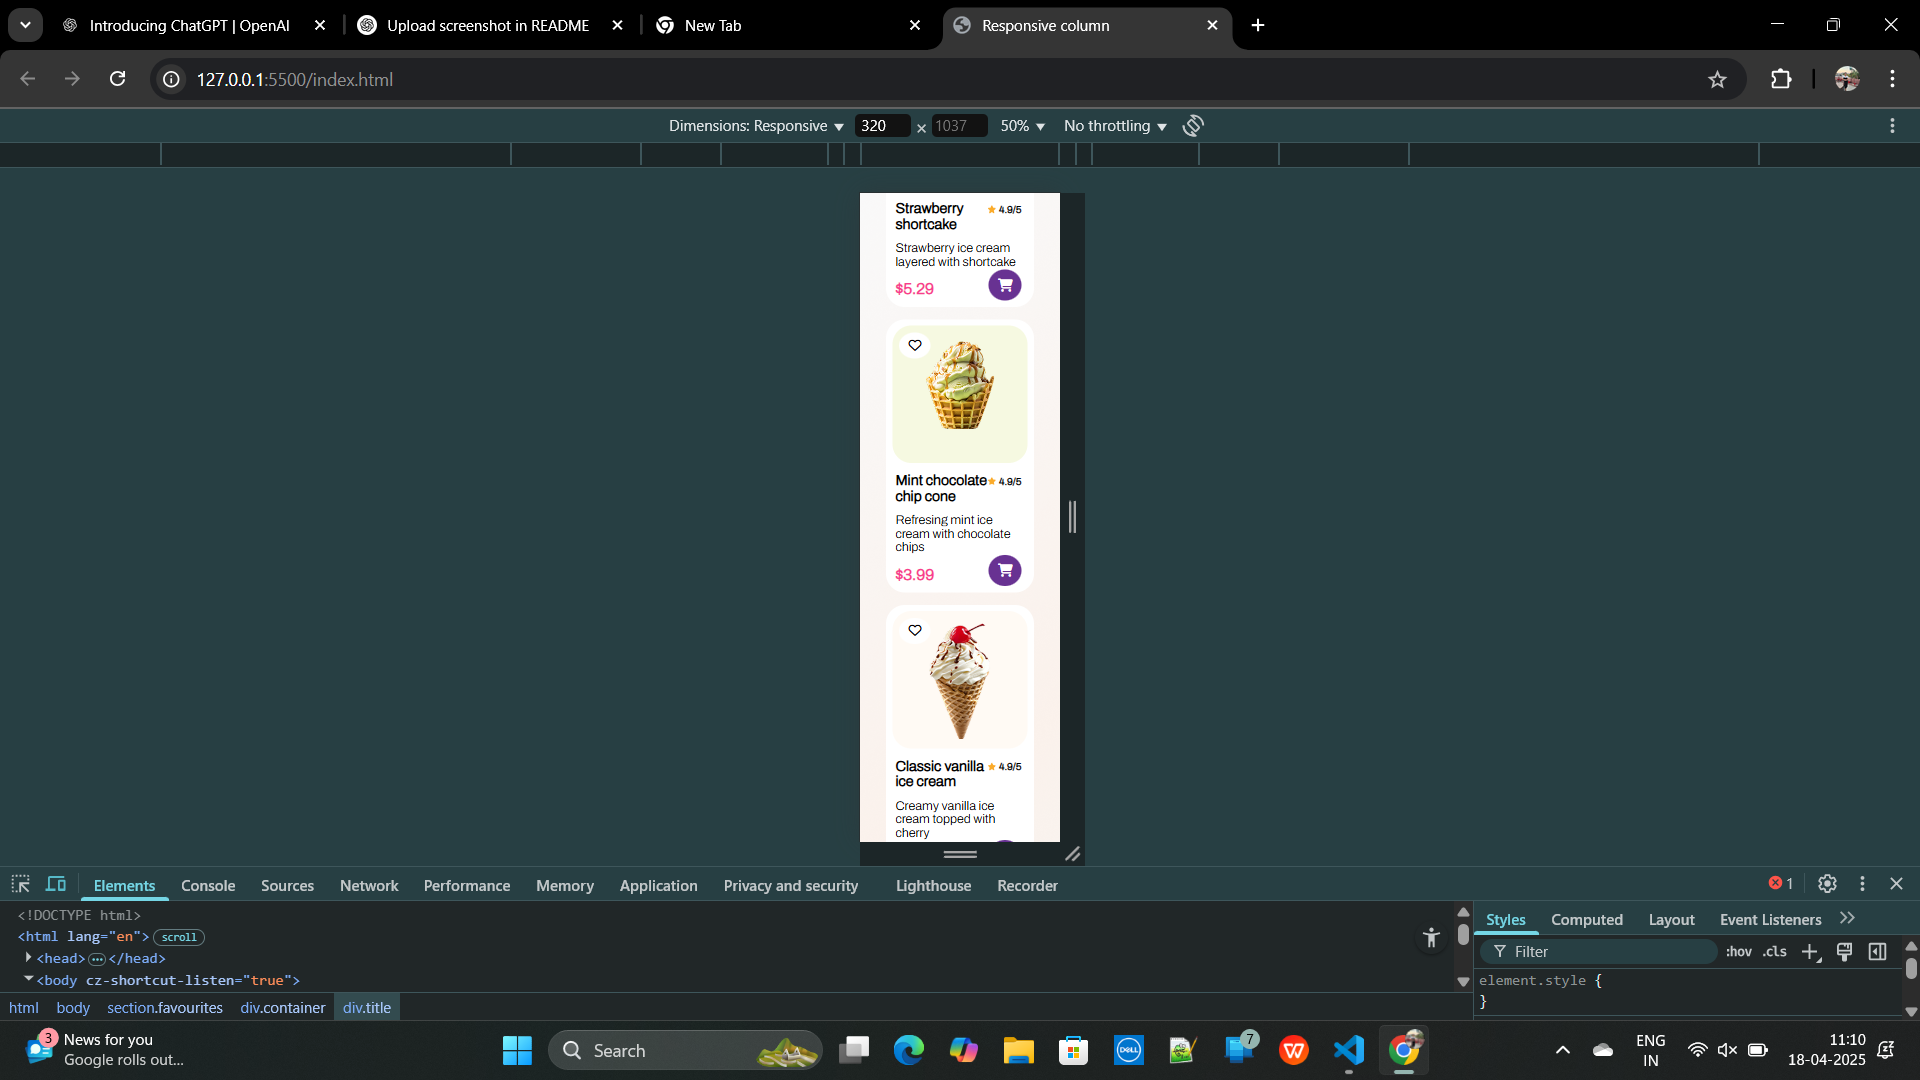 Introducing ChatGPT | OpenAI
Upload screenshot in README
New Tab
Responsive column
127.0.0.1:5500/index.html
Dimensions: Responsive
320
×
1037
50%
No throttling
Strawberry
shortcake
4.9/5
Strawberry ice cream
layered with shortcake
$5.29
Mint chocolate
chip cone
4.9/5
Refresing mint ice
cream with chocolate
chips
$3.99
Classic vanilla
ice cream
4.9/5
Creamy vanilla ice
cream topped with
cherry
Elements
Console
Sources
Network
Performance
Memory
Application
Privacy and security
Lighthouse
Recorder
1
<!DOCTYPE html>
<html lang="en"> scroll
<head> ⋯ </head>
<body cz-shortcut-listen="true">
html body section.favourites div.container div.title
Styles
Computed
Layout
Event Listeners
Filter
:hov .cls
element.style {
}
3
News for you
Google rolls out...
Search
DELL
7
W
ENG
IN
11:10
18-04-2025